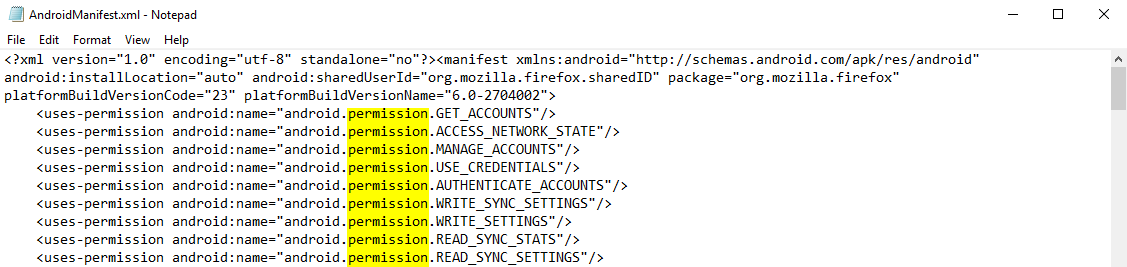 AndroidManifest.xml - Notepad
File Edit Format View Help
<?xml version="1.0" encoding="utf-8" standalone="no"?><manifest xmlns:android="http://schemas.android.com/apk/res/android"
android:installLocation="auto" android:sharedUserId="org.mozilla.firefox.sharedID" package="org.mozilla.firefox"
platformBuildVersionCode="23" platformBuildVersionName="6.0-2704002">
<uses-permission android:name="android.permission.GET_ACCOUNTS"/>
<uses-permission android:name="android.permission.ACCESS_NETWORK_STATE"/>
<uses-permission android:name="android.permission.MANAGE_ACCOUNTS"/>
<uses-permission android:name="android.permission.USE_CREDENTIALS"/>
<uses-permission android:name="android.permission.AUTHENTICATE_ACCOUNTS"/>
<uses-permission android:name="android.permission.WRITE_SYNC_SETTINGS"/>
<uses-permission android:name="android.permission.WRITE_SETTINGS"/>
<uses-permission android:name="android.permission.READ_SYNC_STATS"/>
<uses-permission android:name="android.permission.READ_SYNC_SETTINGS"/>